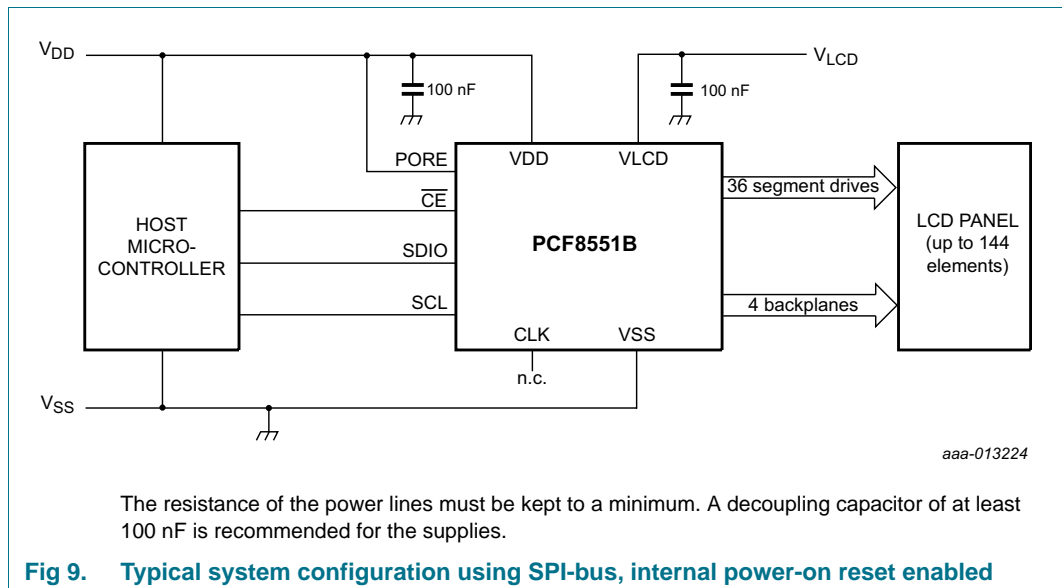 VDD
VLCD
100 nF
100 nF
PORE
VDD
VLCD
CE
36 segment drives
HOST
MICRO-
CONTROLLER
SDIO
PCF8551B
LCD PANEL
(up to 144
elements)
SCL
4 backplanes
CLK
VSS
n.c.
VSS
aaa-013224
The resistance of the power lines must be kept to a minimum. A decoupling capacitor of at least
100 nF is recommended for the supplies.
Fig 9. Typical system configuration using SPI-bus, internal power-on reset enabled